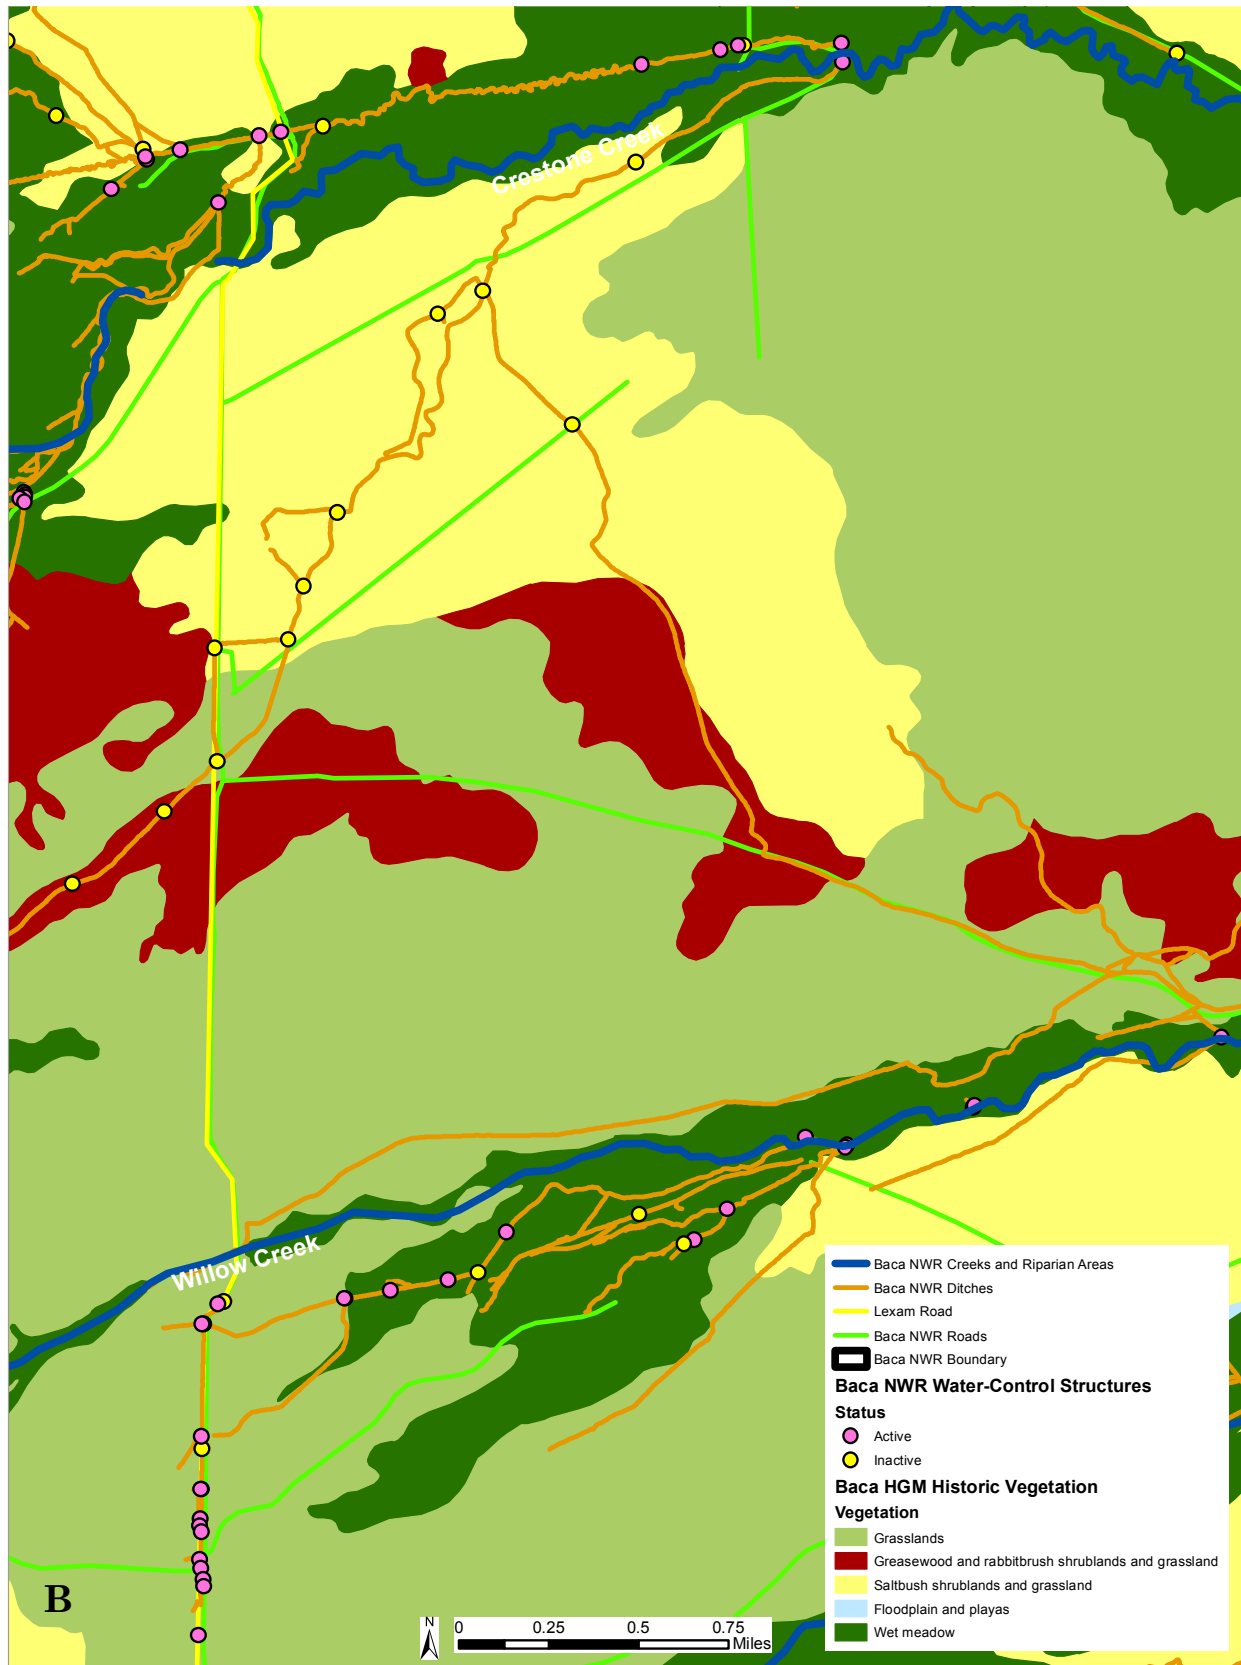 Crestone Creek
Willow Creek
Baca NWR Creeks and Riparian Areas
Baca NWR Ditches
Lexam Road
Baca NWR Roads
Baca NWR Boundary
Baca NWR Water-Control Structures
Status
Active
Inactive
Baca HGM Historic Vegetation
Vegetation
Grasslands
Greasewood and rabbitbrush shrublands and grassland
Saltbush shrublands and grassland
Floodplain and playas
Wet meadow
B
N
0 0.25 0.5 0.75
Miles